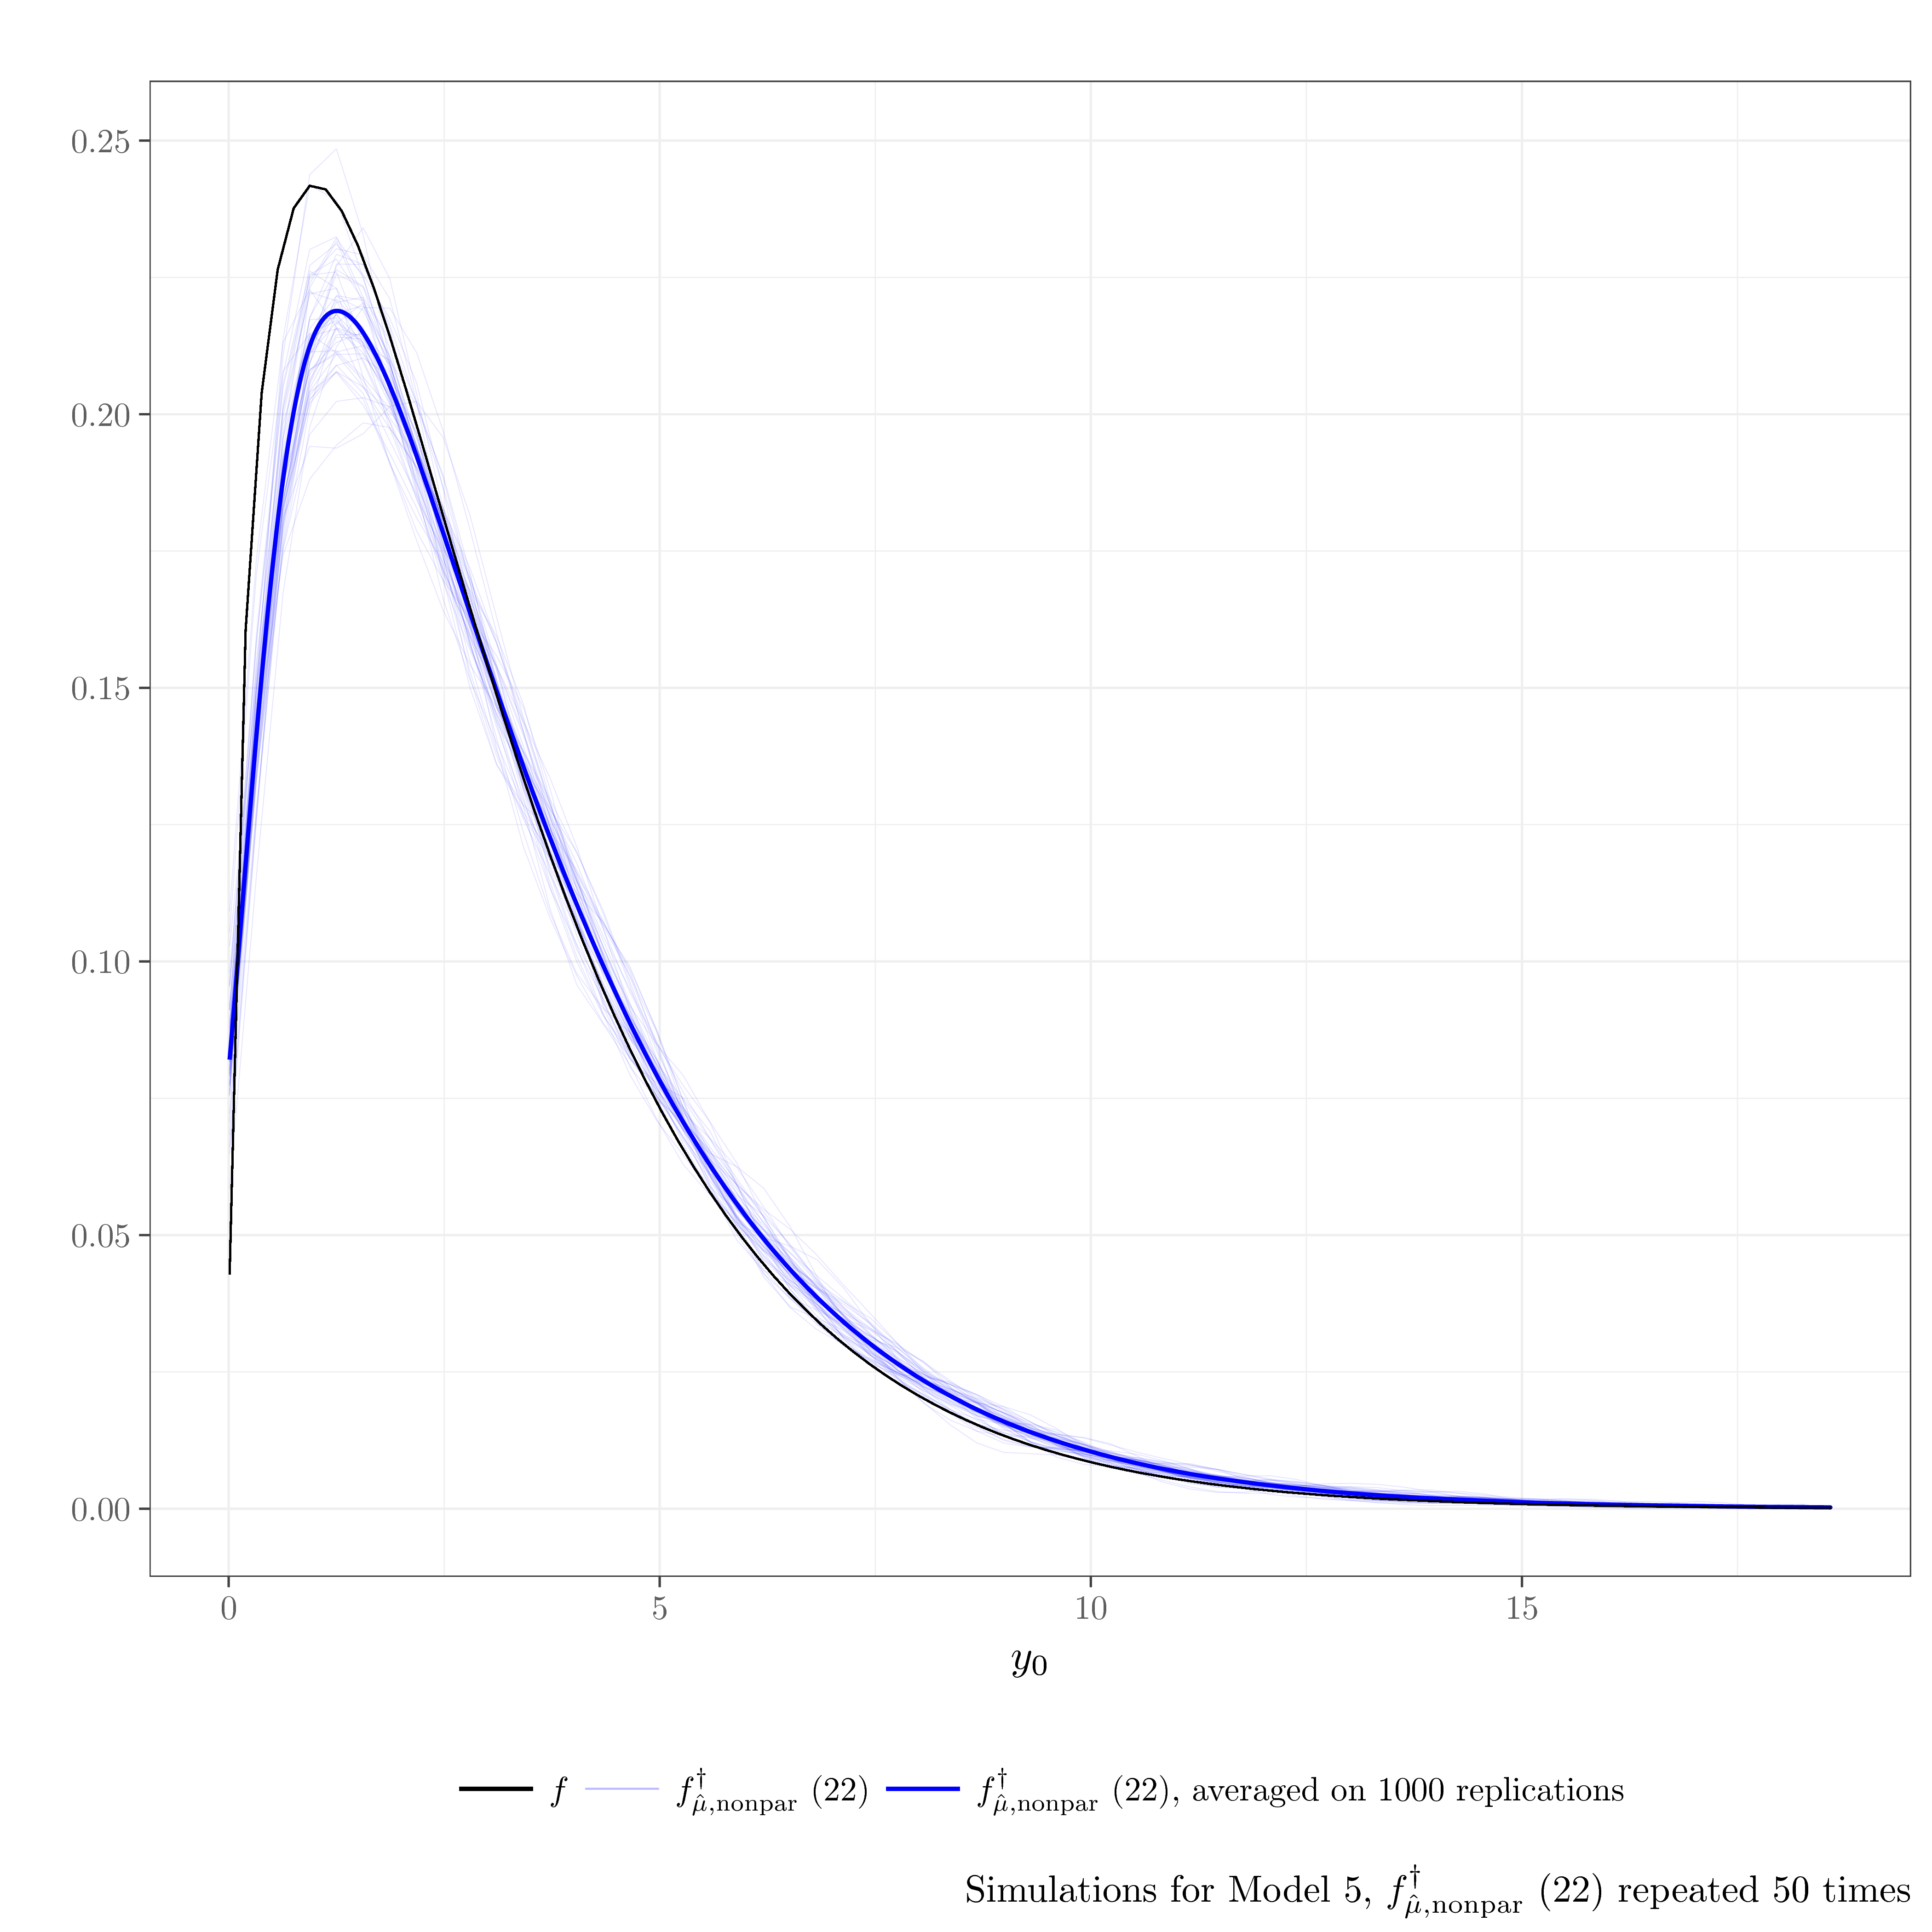 0.25
0.20
0.15
0.10
0.05
0.00
0 5 10 15
y₀
f f†μ̂,nonpar (22) f†μ̂,nonpar (22), averaged on 1000 replications
Simulations for Model 5, f†μ̂,nonpar (22) repeated 50 times